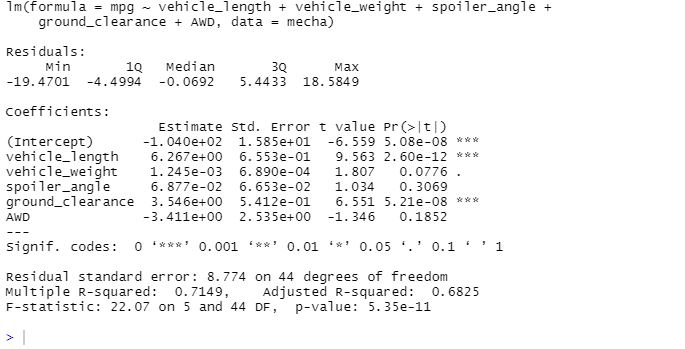 lm(formula = mpg ~ vehicle_length + vehicle_weight + spoiler_angle +
    ground_clearance + AWD, data = mecha)

Residuals:
     Min       1Q   Median       3Q      Max
-19.4701  -4.4994  -0.0692   5.4433  18.5849

Coefficients:
                   Estimate Std. Error t value Pr(>|t|)
(Intercept)      -1.040e+02  1.585e+01  -6.559 5.08e-08 ***
vehicle_length    6.267e+00  6.553e-01   9.563 2.60e-12 ***
vehicle_weight    1.245e-03  6.890e-04   1.807   0.0776 .
spoiler_angle     6.877e-02  6.653e-02   1.034   0.3069
ground_clearance  3.546e+00  5.412e-01   6.551 5.21e-08 ***
AWD              -3.411e+00  2.535e+00  -1.346   0.1852
---
Signif. codes:  0 ‘***’ 0.001 ‘**’ 0.01 ‘*’ 0.05 ‘.’ 0.1 ‘ ’ 1

Residual standard error: 8.774 on 44 degrees of freedom
Multiple R-squared:  0.7149,    Adjusted R-squared:  0.6825
F-statistic: 22.07 on 5 and 44 DF,  p-value: 5.35e-11

>